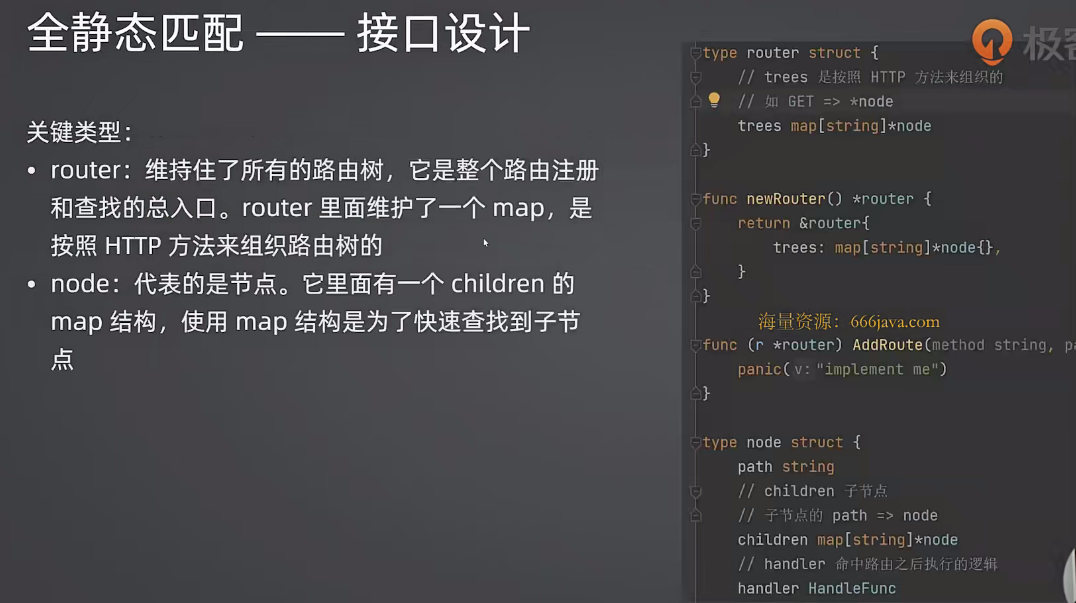 全静态匹配 —— 接口设计
极客
关键类型：
• router：维持住了所有的路由树，它是整个路由注册
和查找的总入口。router 里面维护了一个 map，是
按照 HTTP 方法来组织路由树的
• node：代表的是节点。它里面有一个 children 的
map 结构，使用 map 结构是为了快速查找到子节
点
type router struct {
// trees 是按照 HTTP 方法来组织的
// 如 GET => *node
trees map[string]*node
}
func newRouter() *router {
return &router{
trees: map[string]*node{},
}
}
海量资源：666java.com
func (r *router) AddRoute(method string, pa
panic( v: "implement me")
}
type node struct {
path string
// children 子节点
// 子节点的 path => node
children map[string]*node
// handler 命中路由之后执行的逻辑
handler HandleFunc